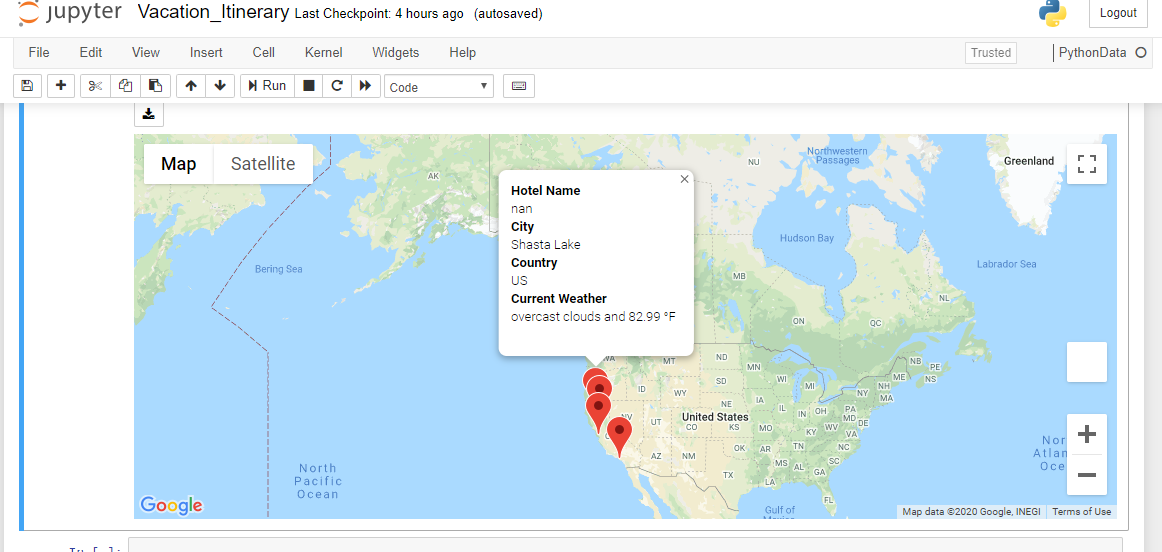 jupyter Vacation_Itinerary Last Checkpoint: 4 hours ago (autosaved)
Logout
File Edit View Insert Cell Kernel Widgets Help
Trusted
PythonData
Run
Code
Map Satellite
Hotel Name
nan
City
Shasta Lake
Country
US
Current Weather
overcast clouds and 82.99 °F
AK
NU
Northwestern
Passages
Greenland
Bering Sea
Hudson Bay
Labrador Sea
MB
NL
ON
QC
WA
MT
ND
MN
NB
PE
ME
NS
NH
MA
NY
WI
MI
ID
SD
WY
IA
NE
IL
IN
OH
PA
MD
DE
NV
UT
United States
CO
KS
MO
KY
WV
VA
AZ
NM
OK
AR
TN
NC
SC
MS
AL
GA
TX
LA
FL
North
Pacific
Ocean
Nor
Atlan
Oce
Gulf of
Google
Map data ©2020 Google, INEGI
Terms of Use
In [ ]: